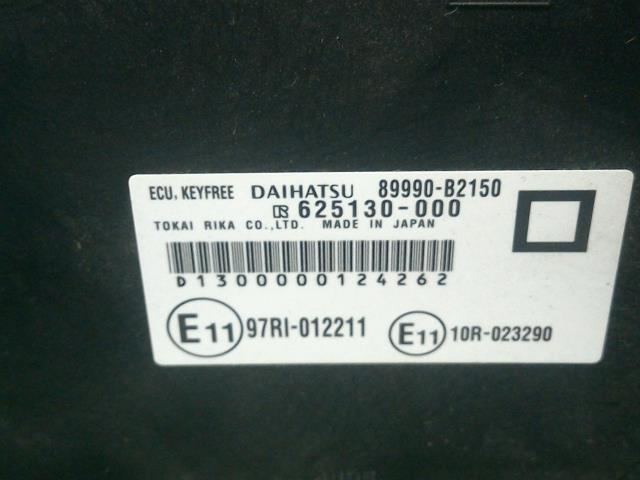 ECU, KEYFREE DAIHATSU 89990-B2150
R 625130-000
TOKAI RIKA CO.,LTD. MADE IN JAPAN
D1300000124262
E11 97RI-012211 E11 10R-023290